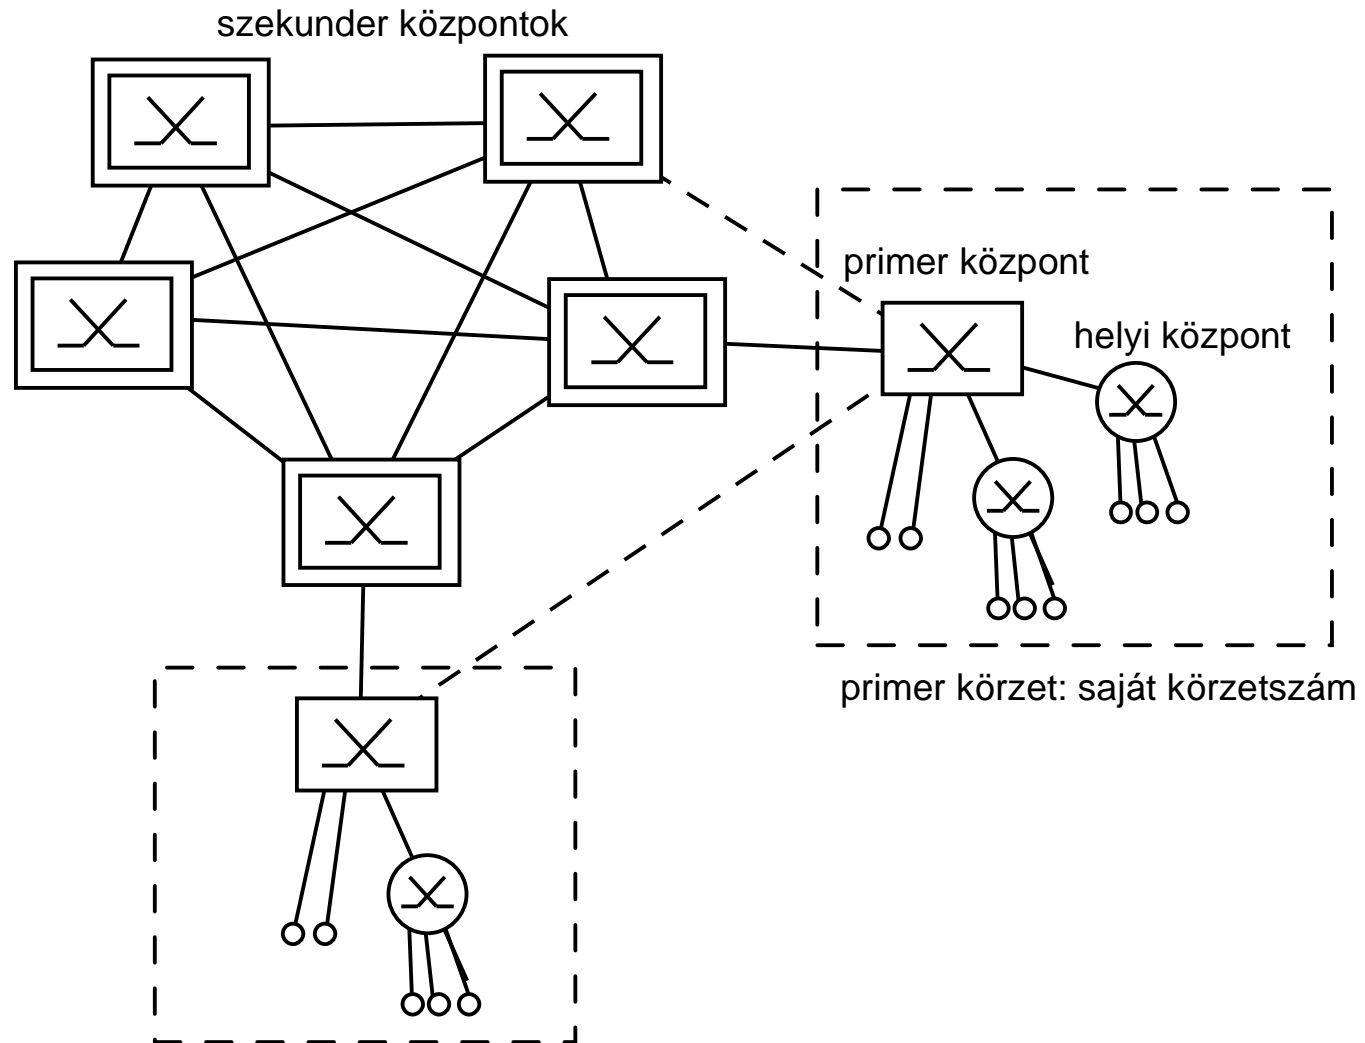 szekunder központok
primer központ
helyi központ
primer körzet: saját körzetszám